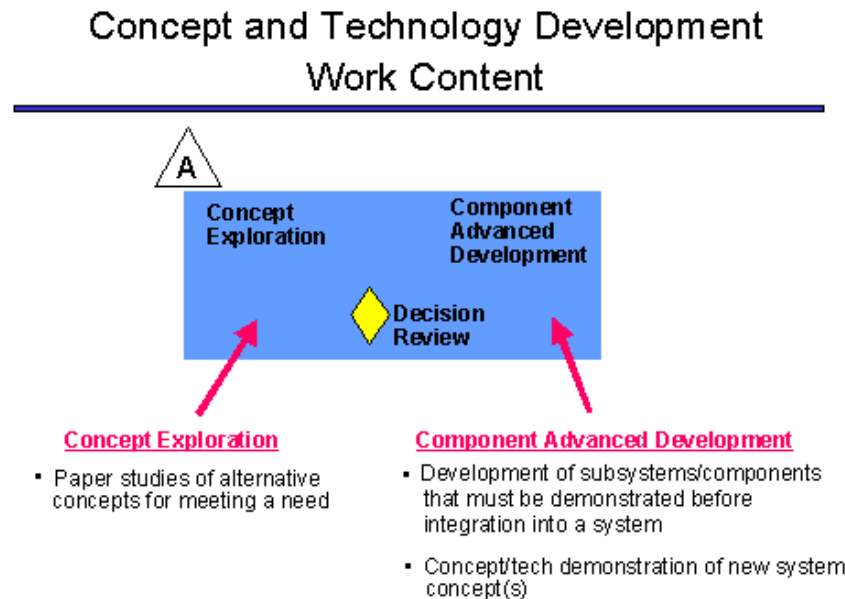 Concept and Technology Development
Work Content
A
Concept
Exploration
Component
Advanced
Development
Decision
Review
Concept Exploration
▪ Paper studies of alternative
concepts for meeting a need
Component Advanced Development
▪ Development of subsystems/components
that must be demonstrated before
integration into a system
▪ Concept/tech demonstration of new system
concept(s)